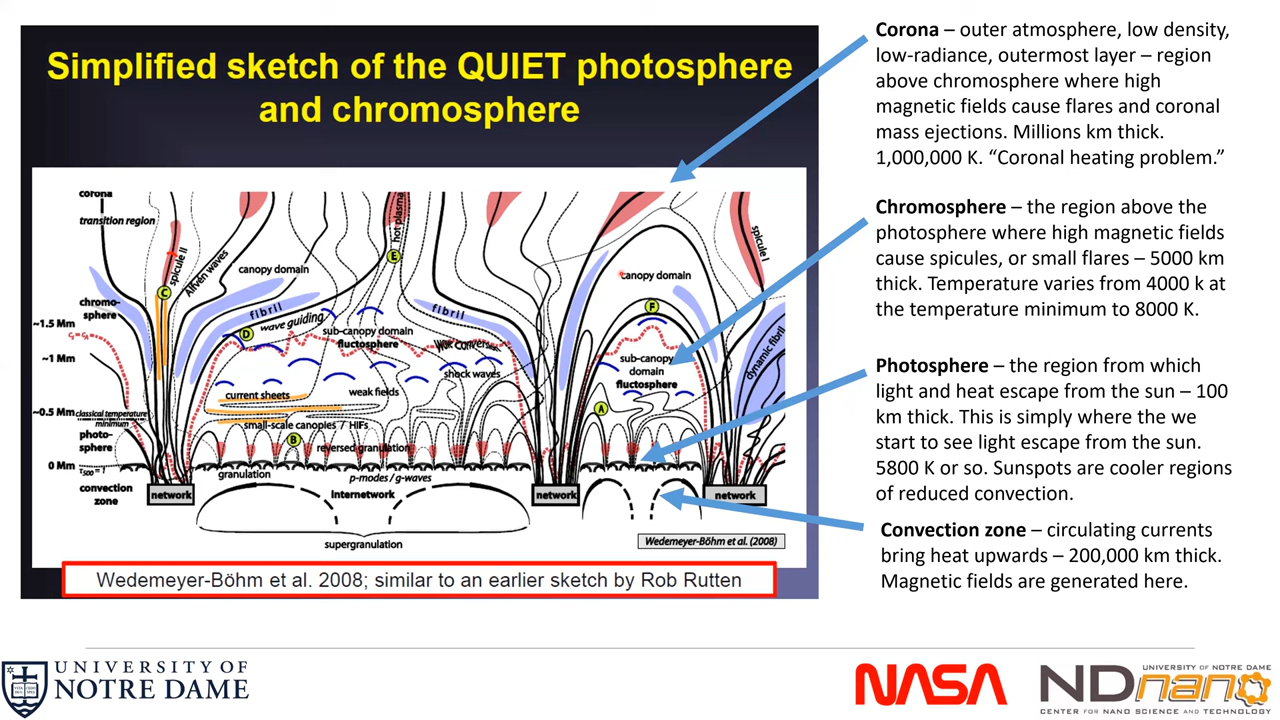 Simplified sketch of the QUIET photosphere
and chromosphere
corona
transition region
spicule II
Alfvén waves
hot plasma
spicule I
C
E
canopy domain
canopy domain
chromo-
sphere
fibril
fibril
wave guiding
D
F
~1.5 Mm
sub-canopy domain
fluctosphere
sub-canopy
domain
fluctosphere
dynamic fibril
~1 Mm
shock waves
current sheets
weak fields
A
~0.5 Mm
classical temperature
minimum
small-scale canopies / HIFs
photo-
sphere
B
reversed granulation
0 Mm
τ500 = 1
granulation
p-modes / g-waves
convection
zone
network
Internetwork
network
network
supergranulation
Wedemeyer-Böhm et al. (2008)
Wedemeyer-Böhm et al. 2008; similar to an earlier sketch by Rob Rutten
Corona – outer atmosphere, low density,
low-radiance, outermost layer – region
above chromosphere where high
magnetic fields cause flares and coronal
mass ejections. Millions km thick.
1,000,000 K. “Coronal heating problem.”
Chromosphere – the region above the
photosphere where high magnetic fields
cause spicules, or small flares – 5000 km
thick. Temperature varies from 4000 k at
the temperature minimum to 8000 K.
Photosphere – the region from which
light and heat escape from the sun – 100
km thick. This is simply where the we
start to see light escape from the sun.
5800 K or so. Sunspots are cooler regions
of reduced convection.
Convection zone – circulating currents
bring heat upwards – 200,000 km thick.
Magnetic fields are generated here.
UNIVERSITY OF
NOTRE DAME
NASA
UNIVERSITY OF NOTRE DAME
NDnano
CENTER FOR NANO SCIENCE AND TECHNOLOGY